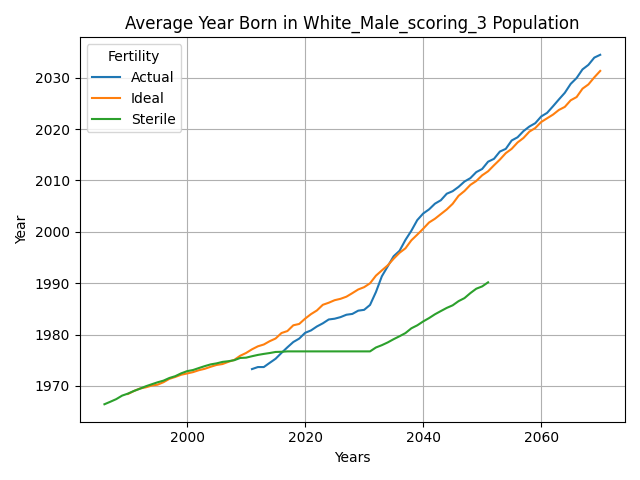 Average Year Born in White_Male_scoring_3 Population
Fertility
Actual
Ideal
Sterile
2030
2020
2010
2000
1990
1980
1970
Year
2000
2020
2040
2060
Years